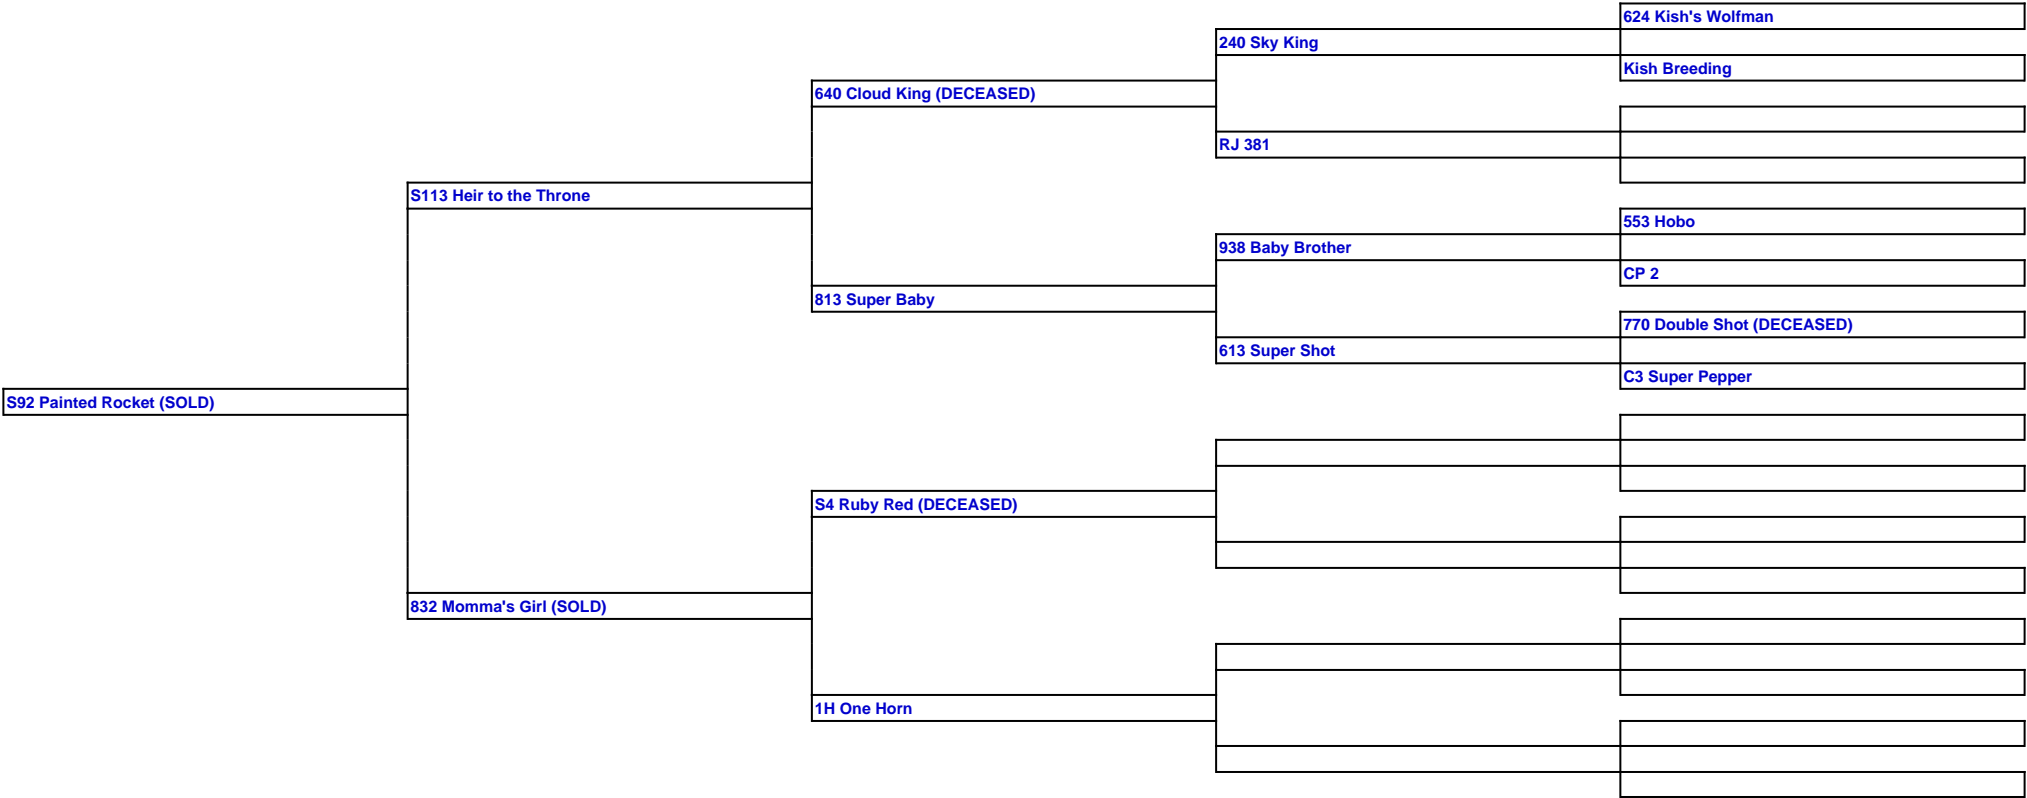 624 Kish's Wolfman
240 Sky King
Kish Breeding
640 Cloud King (DECEASED)
RJ 381
S113 Heir to the Throne
553 Hobo
938 Baby Brother
CP 2
813 Super Baby
770 Double Shot (DECEASED)
613 Super Shot
C3 Super Pepper
S92 Painted Rocket (SOLD)
S4 Ruby Red (DECEASED)
832 Momma's Girl (SOLD)
1H One Horn